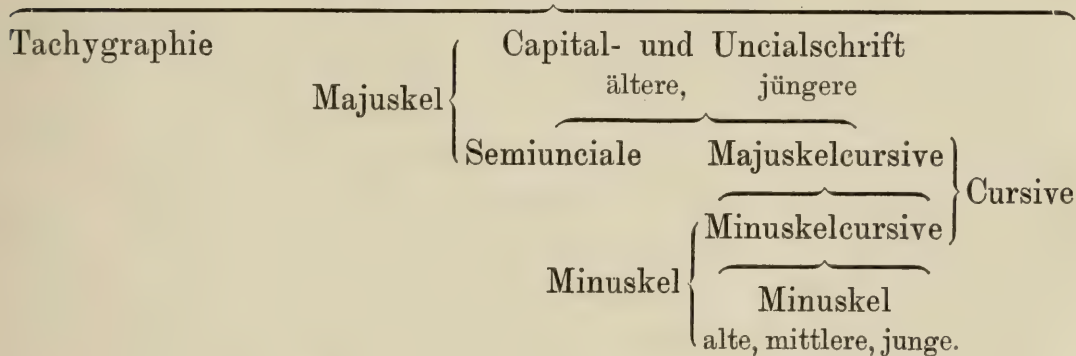 Tachygraphie
Capital- und Uncialschrift
ältere, jüngere
Majuskel
Semiunciale Majuskelcursive
Cursive
Minuskelcursive
Minuskel
Minuskel
alte, mittlere, junge.